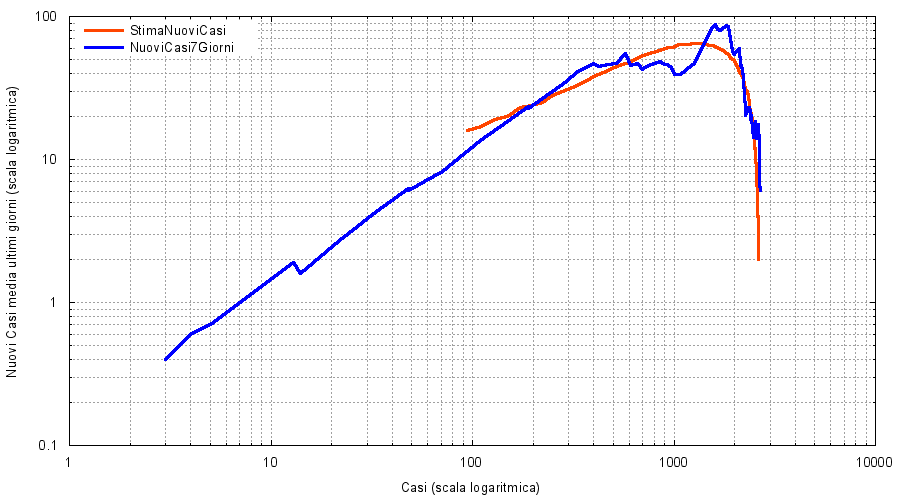 100
StimaNuoviCasi
NuoviCasi7Giorni
10
1
0.1
Nuovi Casi media ultimi giorni (scala logaritmica)
1 10 100 1000 10000
Casi (scala logaritmica)